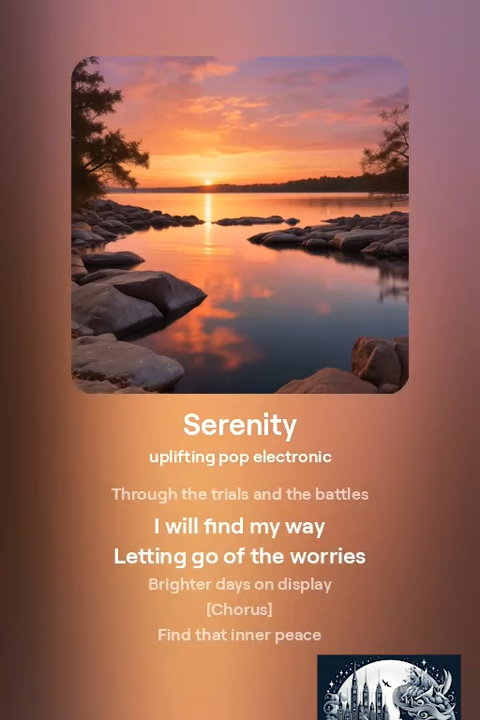 Serenity
uplifting pop electronic
Through the trials and the battles
I will find my way
Letting go of the worries
Brighter days on display
[Chorus]
Find that inner peace